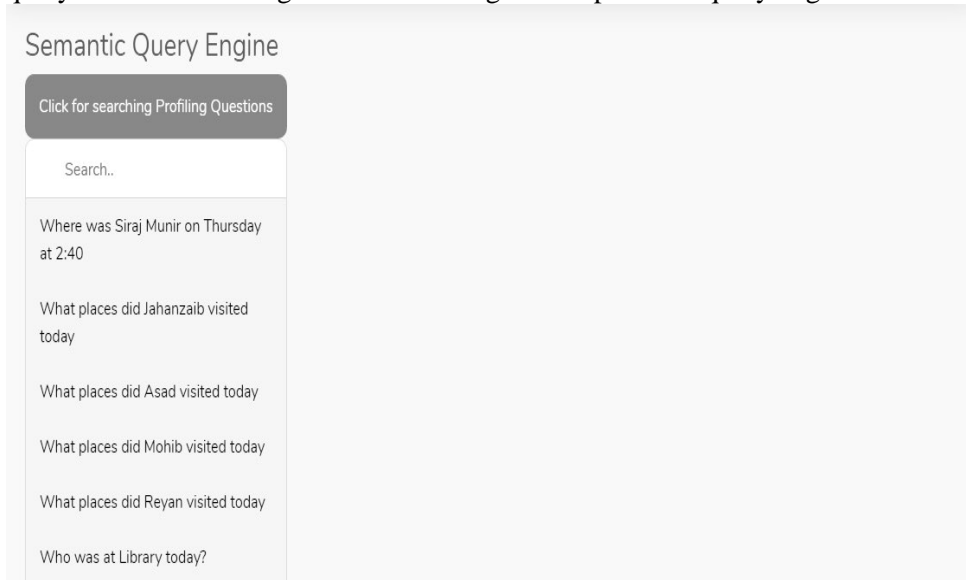 Semantic Query Engine
Click for searching Profiling Questions
Search..
Where was Siraj Munir on Thursday
at 2:40
What places did Jahanzaib visited
today
What places did Asad visited today
What places did Mohib visited today
What places did Reyan visited today
Who was at Library today?